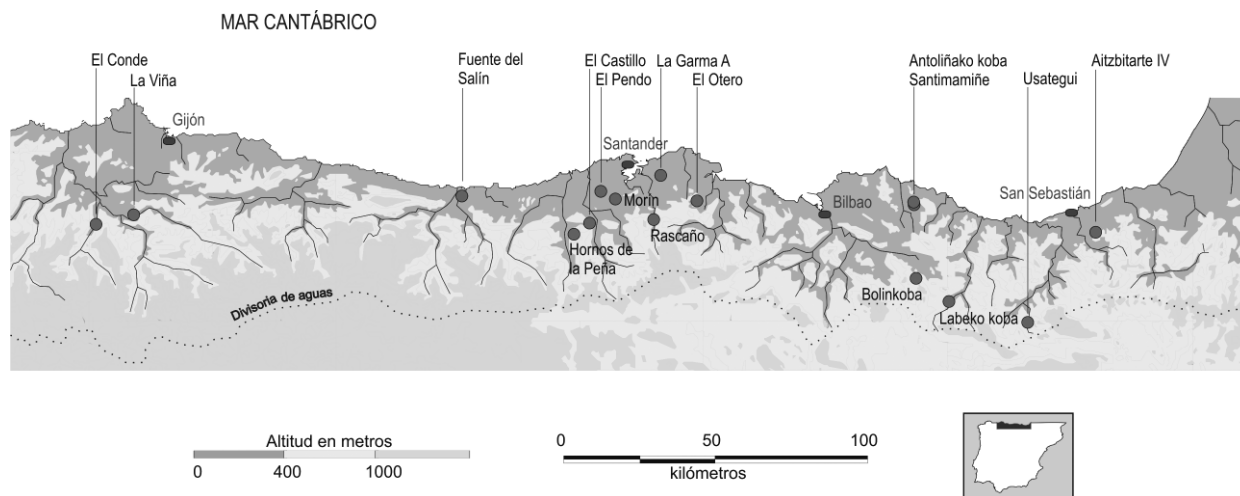 MAR CANTÁBRICO
El Conde
La Viña
Gijón
Fuente del
Salín
El Castillo
El Pendo
La Garma A
El Otero
Santander
Morín
Hornos de
la Peña
Rascaño
Antoliñako koba
Santimamiñe
Usategui
Aitzbitarte IV
San Sebastián
Bilbao
Bolinkoba
Labeko koba
Divisoria de aguas
Altitud en metros
0 400 1000
0 50 100
kilómetros